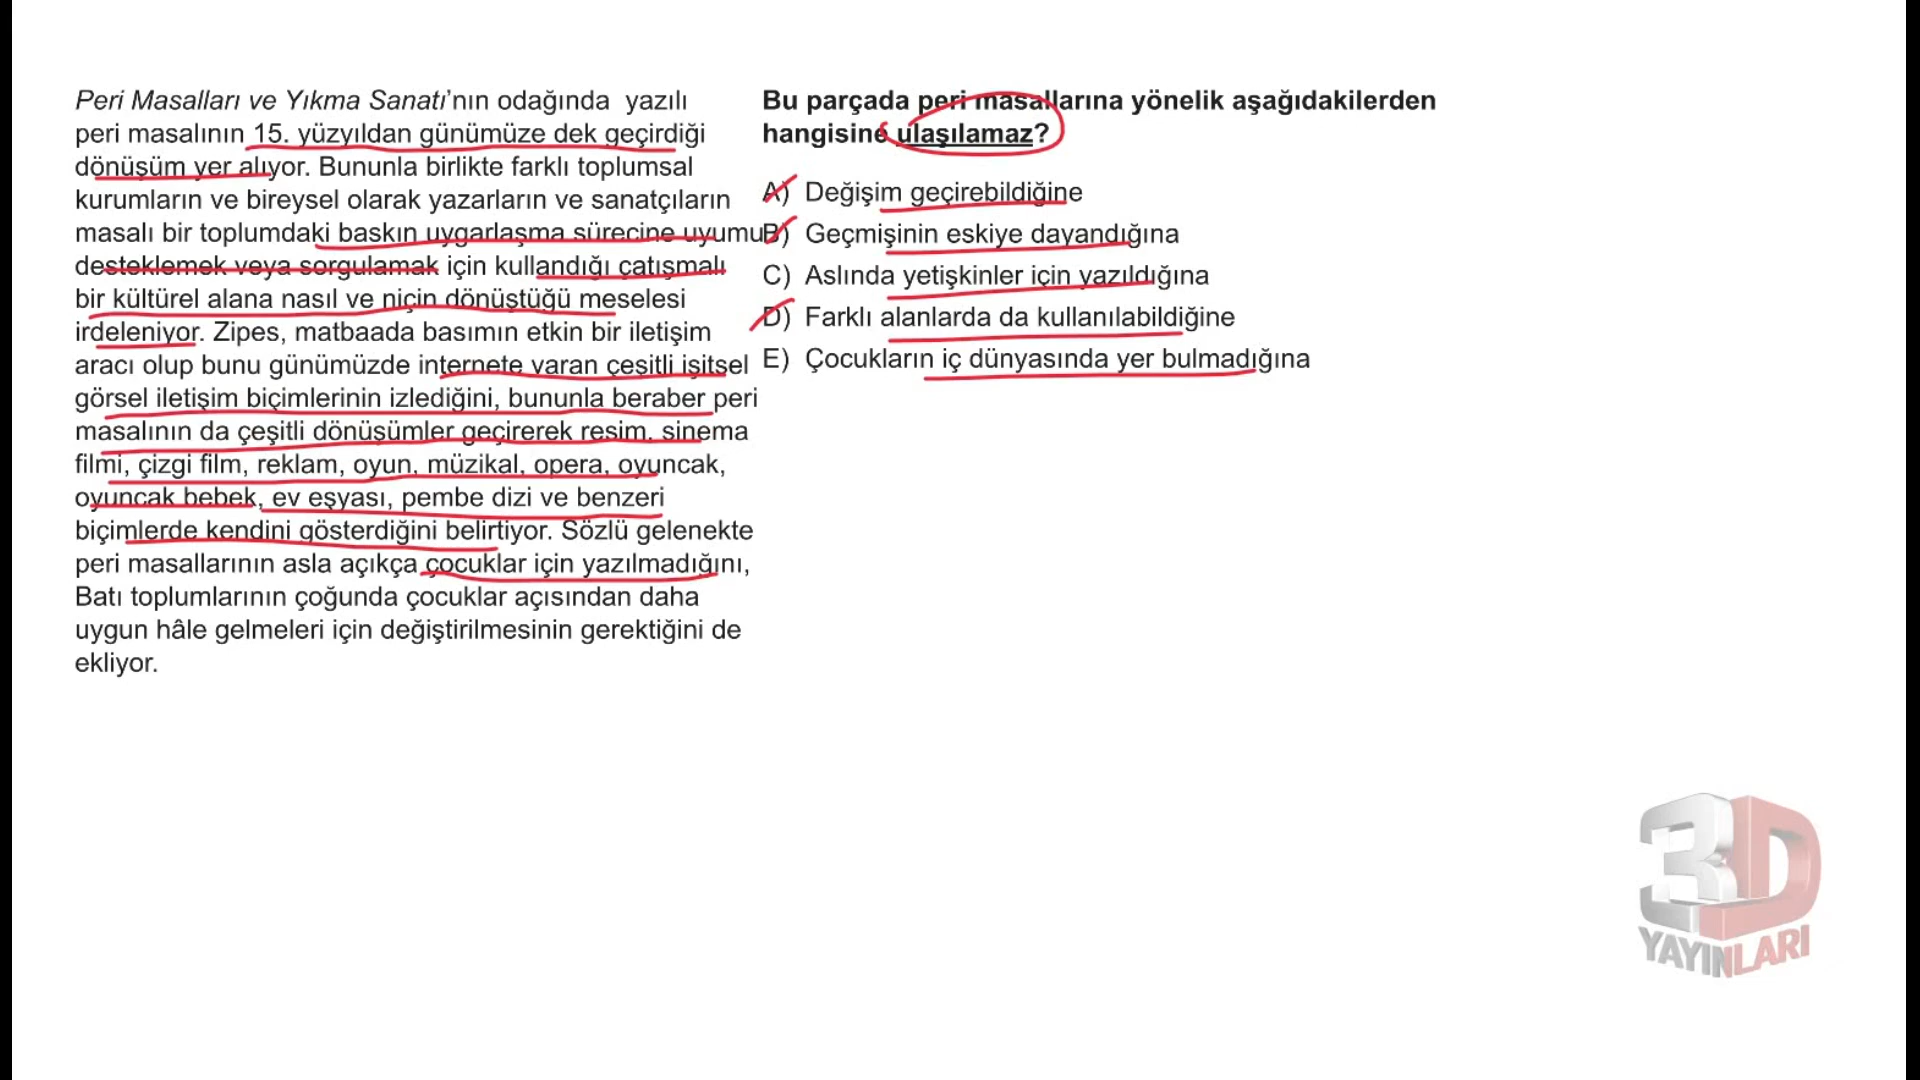 Peri Masalları ve Yıkma Sanatı'nın odağında yazılı
peri masalının 15. yüzyıldan günümüze dek geçirdiği
dönüşüm yer alıyor. Bununla birlikte farklı toplumsal
kurumların ve bireysel olarak yazarların ve sanatçıların
masalı bir toplumdaki baskın uygarlaşma sürecine uyumu
desteklemek veya sorgulamak için kullandığı çatışmalı
bir kültürel alana nasıl ve niçin dönüştüğü meselesi
irdeleniyor. Zipes, matbaada basımın etkin bir iletişim
aracı olup bunu günümüzde internete varan çeşitli işitsel
görsel iletişim biçimlerinin izlediğini, bununla beraber peri
masalının da çeşitli dönüşümler geçirerek resim, sinema
filmi, çizgi film, reklam, oyun, müzikal, opera, oyuncak,
oyuncak bebek, ev eşyası, pembe dizi ve benzeri
biçimlerde kendini gösterdiğini belirtiyor. Sözlü gelenekte
peri masallarının asla açıkça çocuklar için yazılmadığını,
Batı toplumlarının çoğunda çocuklar açısından daha
uygun hâle gelmeleri için değiştirilmesinin gerektiğini de
ekliyor.
Bu parçada peri masallarına yönelik aşağıdakilerden
hangisine ulaşılamaz?
A) Değişim geçirebildiğine
B) Geçmişinin eskiye dayandığına
C) Aslında yetişkinler için yazıldığına
D) Farklı alanlarda da kullanılabildiğine
E) Çocukların iç dünyasında yer bulmadığına
3D
YAYINLARI